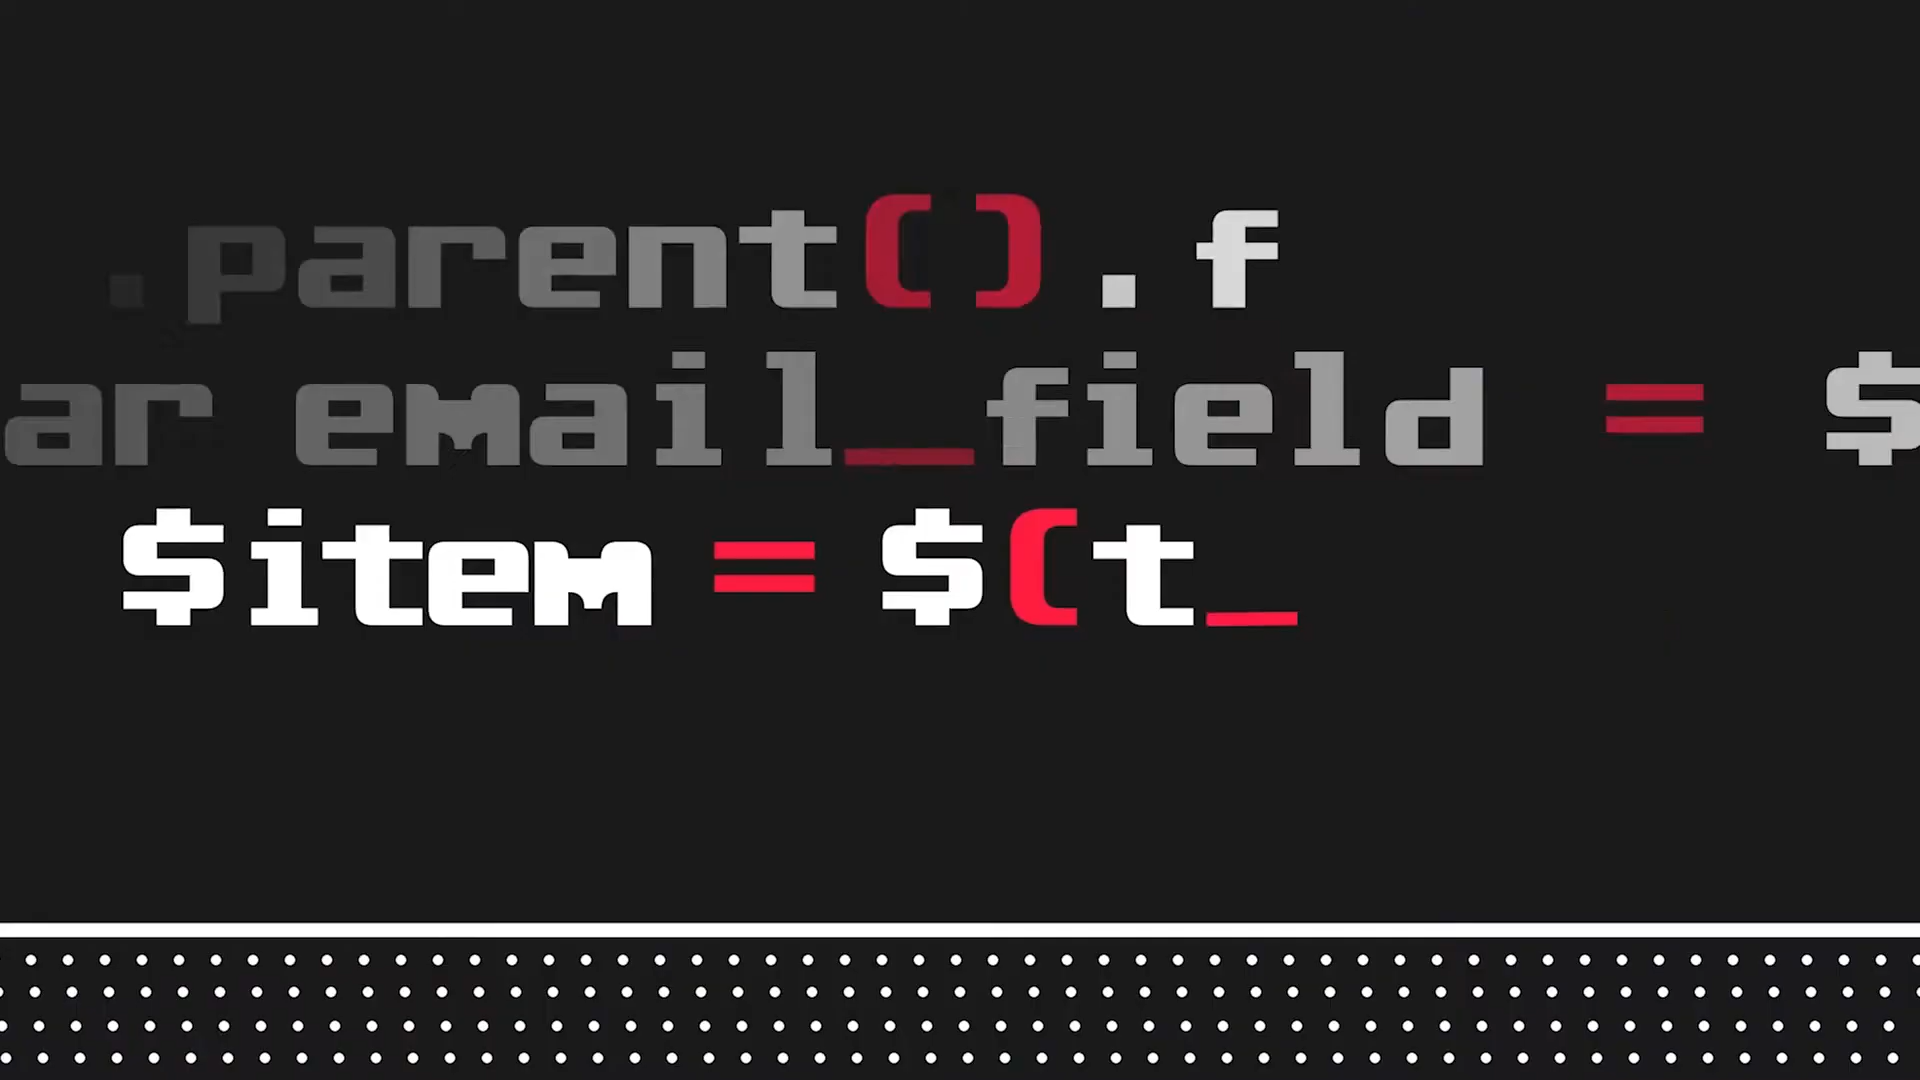 .parent().f
ar email_field = $
$item = $(t_